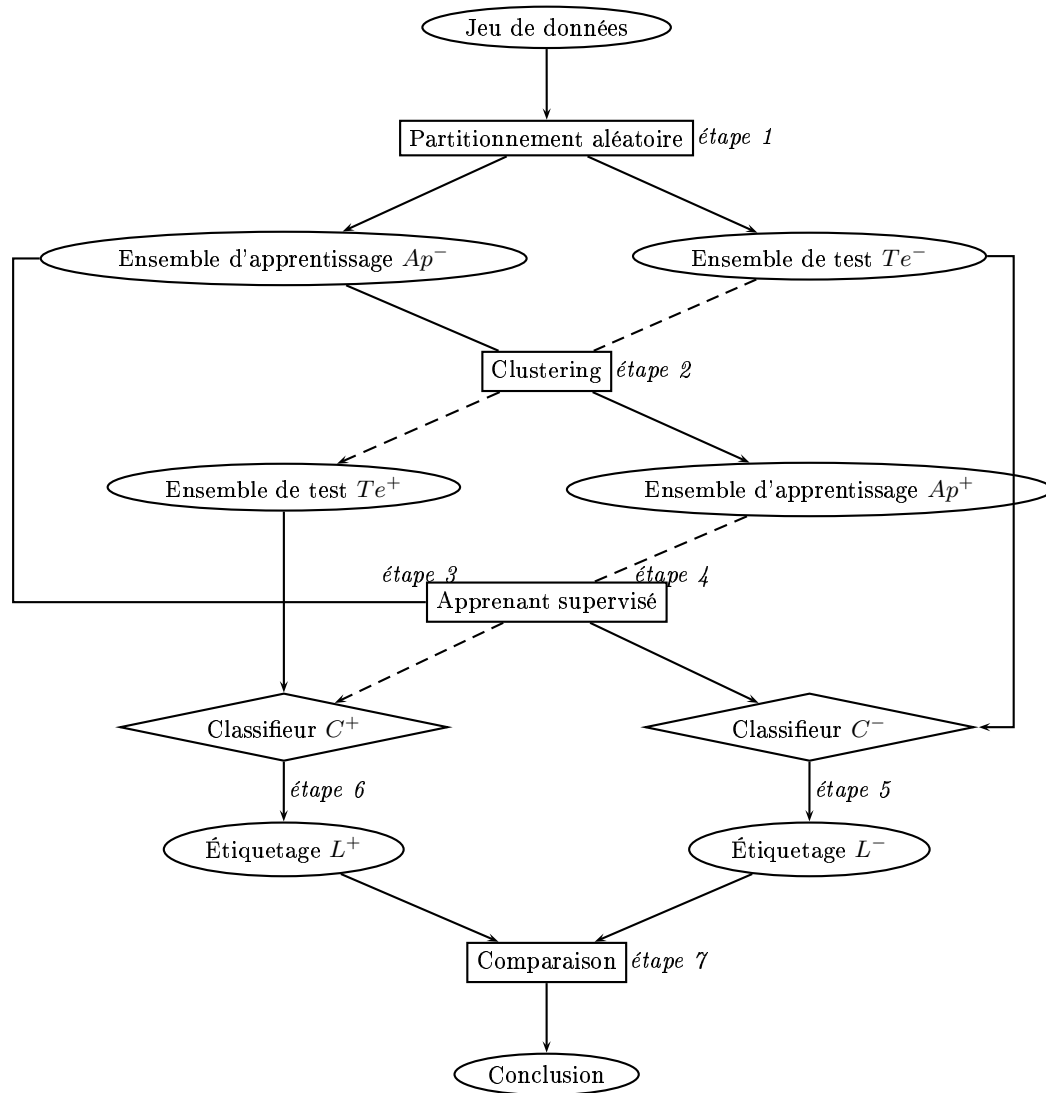 Jeu de données
Partitionnement aléatoire étape 1
Ensemble d'apprentissage Ap⁻
Ensemble de test Te⁻
Clustering étape 2
Ensemble de test Te⁺
Ensemble d'apprentissage Ap⁺
étape 3
étape 4
Apprenant supervisé
Classifieur C⁺
Classifieur C⁻
étape 6
étape 5
Étiquetage L⁺
Étiquetage L⁻
Comparaison étape 7
Conclusion